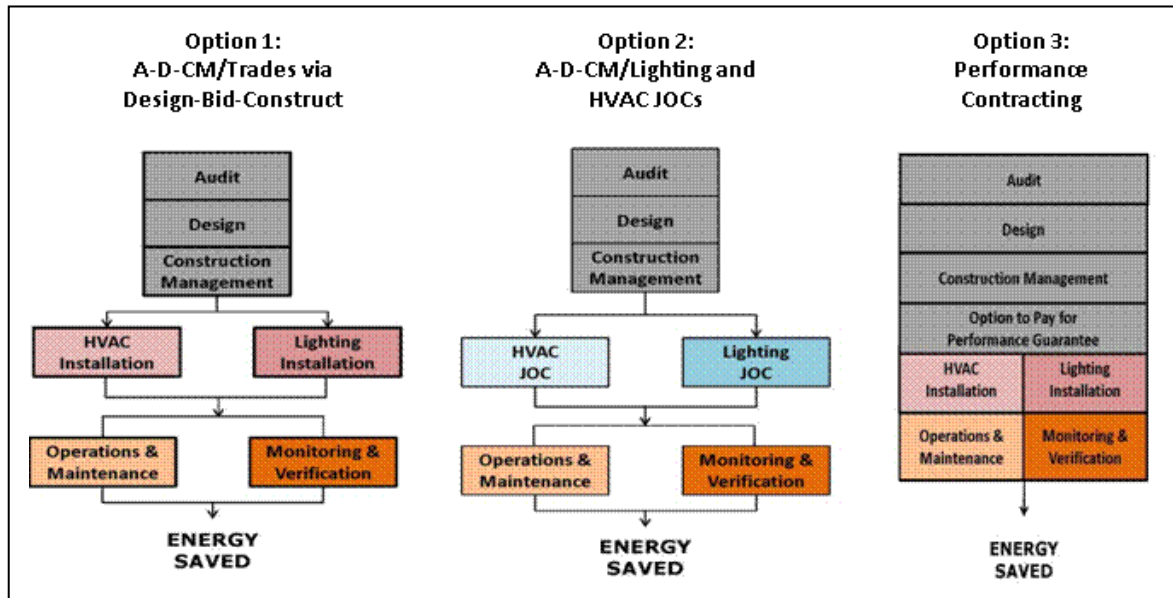 Option 1:
A-D-CM/Trades via
Design-Bid-Construct
Audit
Design
Construction
Management
HVAC
Installation
Lighting
Installation
Operations &
Maintenance
Monitoring &
Verification
ENERGY
SAVED
Option 2:
A-D-CM/Lighting and
HVAC JOCs
Audit
Design
Construction
Management
HVAC
JOC
Lighting
JOC
Operations &
Maintenance
Monitoring &
Verification
ENERGY
SAVED
Option 3:
Performance
Contracting
Audit
Design
Construction Management
Option to Pay for
Performance Guarantee
HVAC
Installation
Lighting
Installation
Operations &
Maintenance
Monitoring &
Verification
ENERGY
SAVED